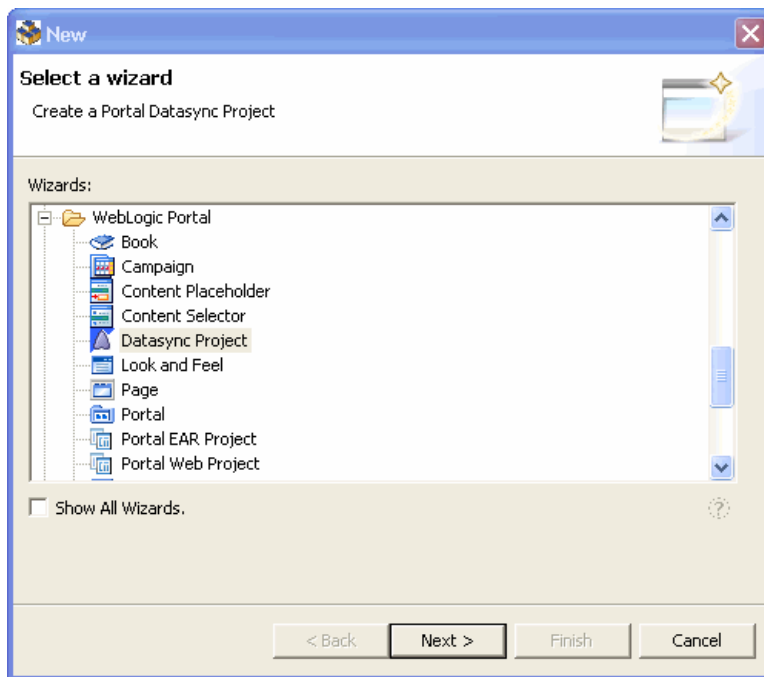 New
Select a wizard
Create a Portal Datasync Project
Wizards:
WebLogic Portal
Book
Campaign
Content Placeholder
Content Selector
Datasync Project
Look and Feel
Page
Portal
Portal EAR Project
Portal Web Project
Show All Wizards.
?
< Back Next > Finish Cancel